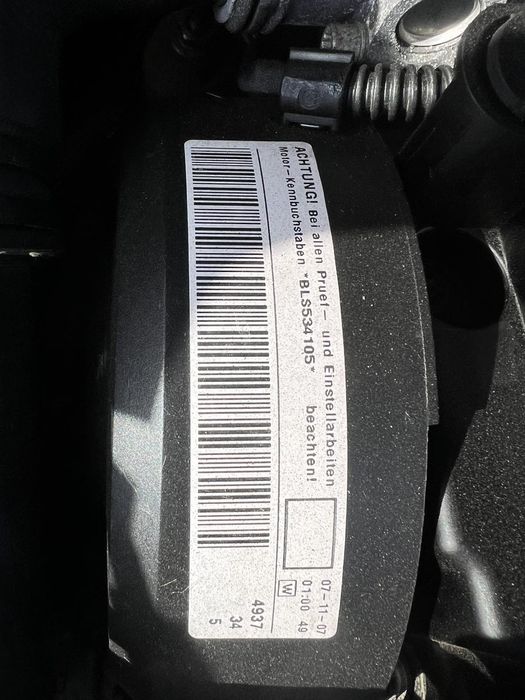 ACHTUNG! Bei allen Pruef- und Einstellarbeiten
Motor-Kennbuchstaben *BLS534105* beachten!
07-11-07
01:00 49
W
4937
34
5